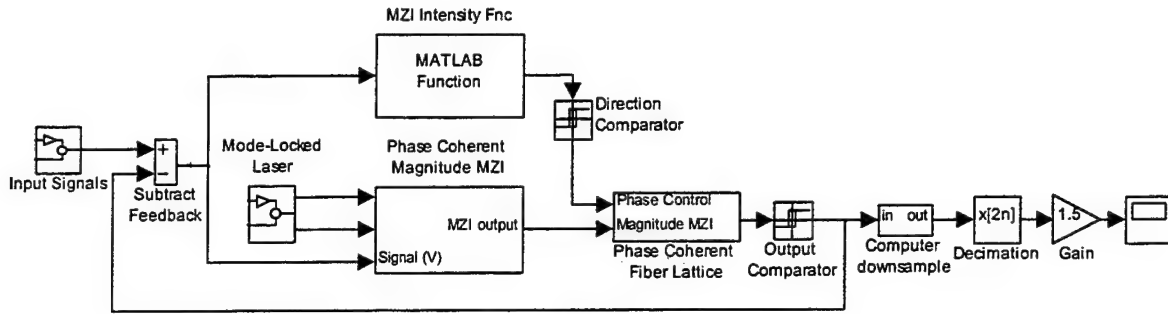 MZI Intensity Fnc
MATLAB
Function
Direction
Comparator
Input Signals
+
−
Subtract
Feedback
Mode-Locked
Laser
Phase Coherent
Magnitude MZI
MZI output
Signal (V)
Phase Control
Magnitude MZI
Phase Coherent
Fiber Lattice
Output
Comparator
in out
Computer
downsample
x[2n]
Decimation
1.5
Gain